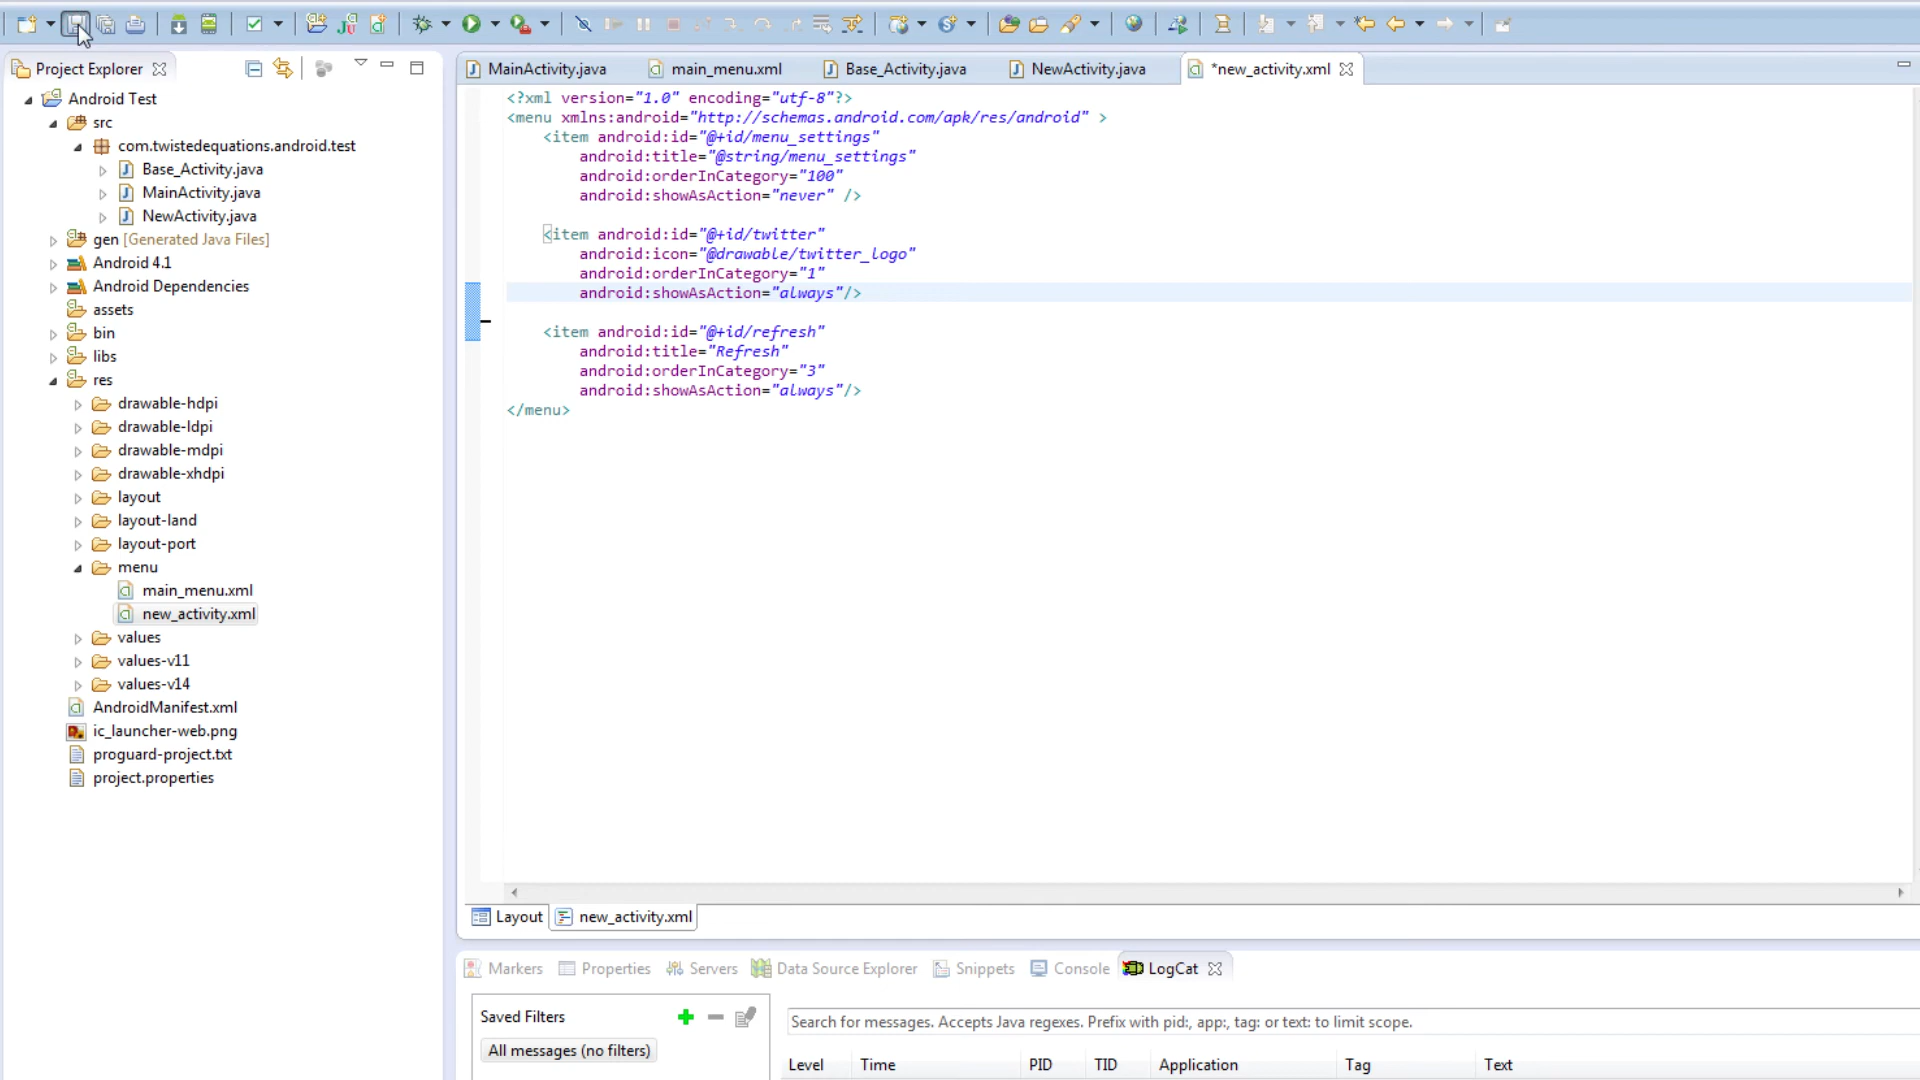 Project Explorer
Android Test
src
com.twistedequations.android.test
Base_Activity.java
MainActivity.java
NewActivity.java
gen [Generated Java Files]
Android 4.1
Android Dependencies
assets
bin
libs
res
drawable-hdpi
drawable-ldpi
drawable-mdpi
drawable-xhdpi
layout
layout-land
layout-port
menu
main_menu.xml
new_activity.xml
values
values-v11
values-v14
AndroidManifest.xml
ic_launcher-web.png
proguard-project.txt
project.properties
MainActivity.java main_menu.xml Base_Activity.java NewActivity.java *new_activity.xml
<?xml version="1.0" encoding="utf-8"?>
<menu xmlns:android="http://schemas.android.com/apk/res/android" >
<item android:id="@+id/menu_settings"
android:title="@string/menu_settings"
android:orderInCategory="100"
android:showAsAction="never" />
<item android:id="@+id/twitter"
android:icon="@drawable/twitter_logo"
android:orderInCategory="1"
android:showAsAction="always"/>
<item android:id="@+id/refresh"
android:title="Refresh"
android:orderInCategory="3"
android:showAsAction="always"/>
</menu>
Layout new_activity.xml
Markers Properties Servers Data Source Explorer Snippets Console LogCat
Saved Filters
All messages (no filters)
Search for messages. Accepts Java regexes. Prefix with pid:, app:, tag: or text: to limit scope.
Level Time PID TID Application Tag Text